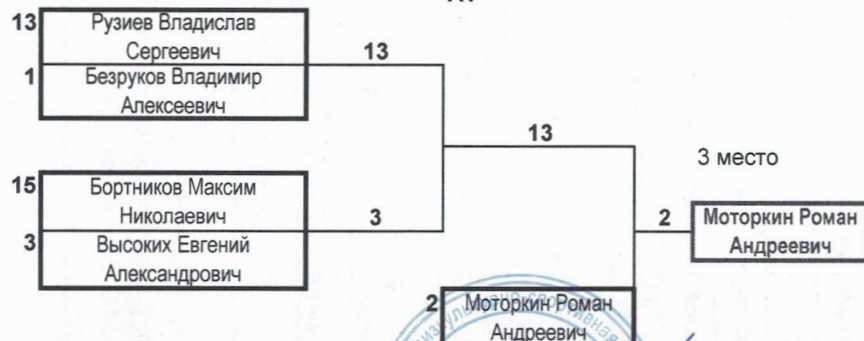 13
Рузиев Владислав
Сергеевич
1
Безруков Владимир
Алексеевич
13
15
Бортников Максим
Николаевич
3
Высоких Евгений
Александрович
3
13
3 место
2
Моторкин Роман
Андреевич
2
Моторкин Роман
Андреевич